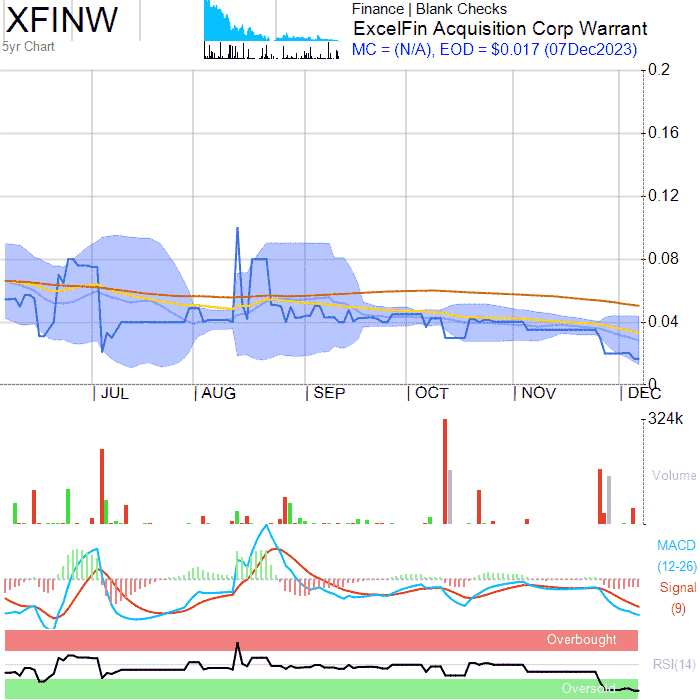 XFINW
5yr Chart
Finance | Blank Checks
ExcelFin Acquisition Corp Warrant
MC = (N/A), EOD = $0.017 (07Dec2023)
0.2
0.16
0.12
0.08
0.04
0
JUL
AUG
SEP
OCT
NOV
DEC
324k
Volume
MACD
(12-26)
Signal
(9)
Overbought
RSI(14)
Oversold